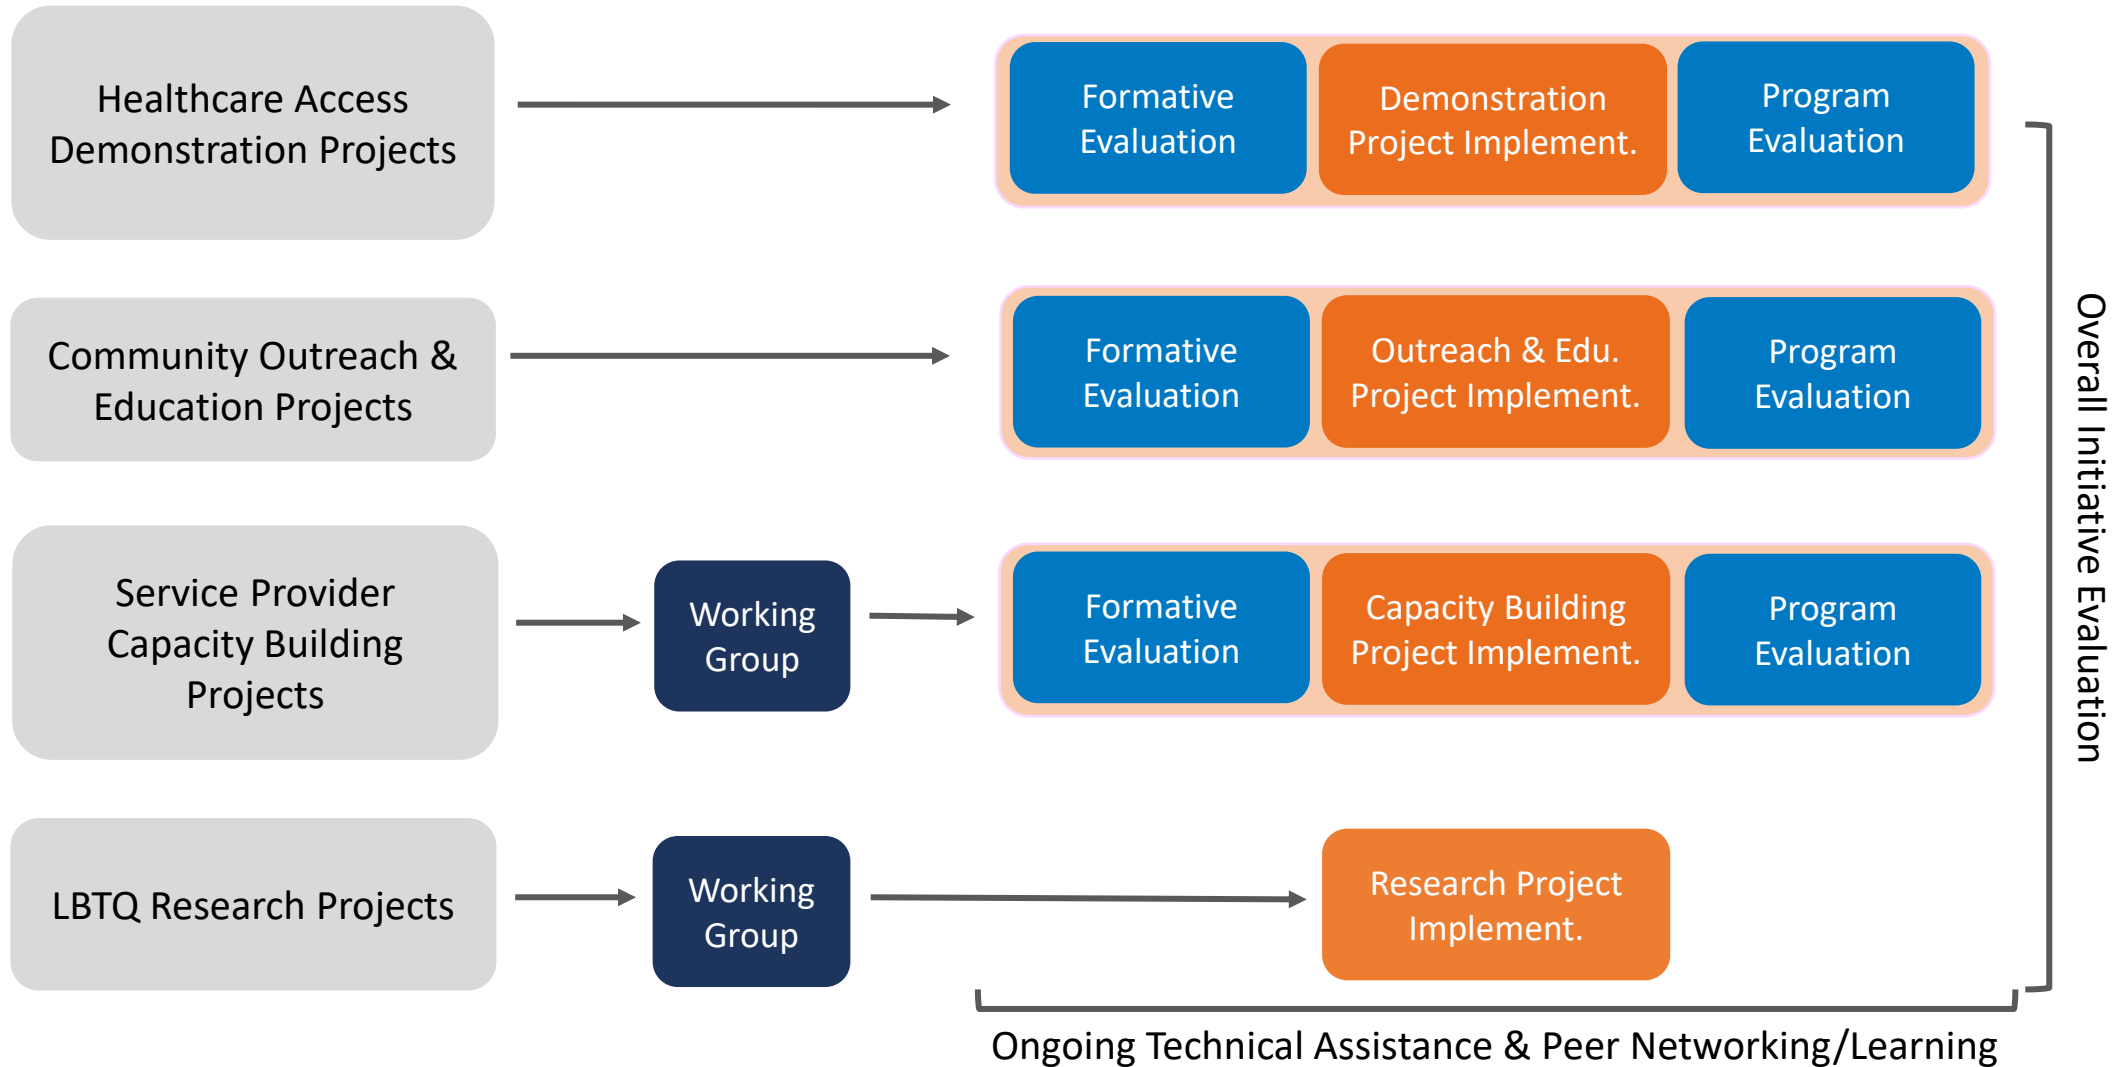 Healthcare Access
Demonstration Projects
Formative
Evaluation
Demonstration
Project Implement.
Program
Evaluation
Community Outreach &
Education Projects
Formative
Evaluation
Outreach & Edu.
Project Implement.
Program
Evaluation
Service Provider
Capacity Building
Projects
Working
Group
Formative
Evaluation
Capacity Building
Project Implement.
Program
Evaluation
LBTQ Research Projects
Working
Group
Research Project
Implement.
Overall Initiative Evaluation
Ongoing Technical Assistance & Peer Networking/Learning